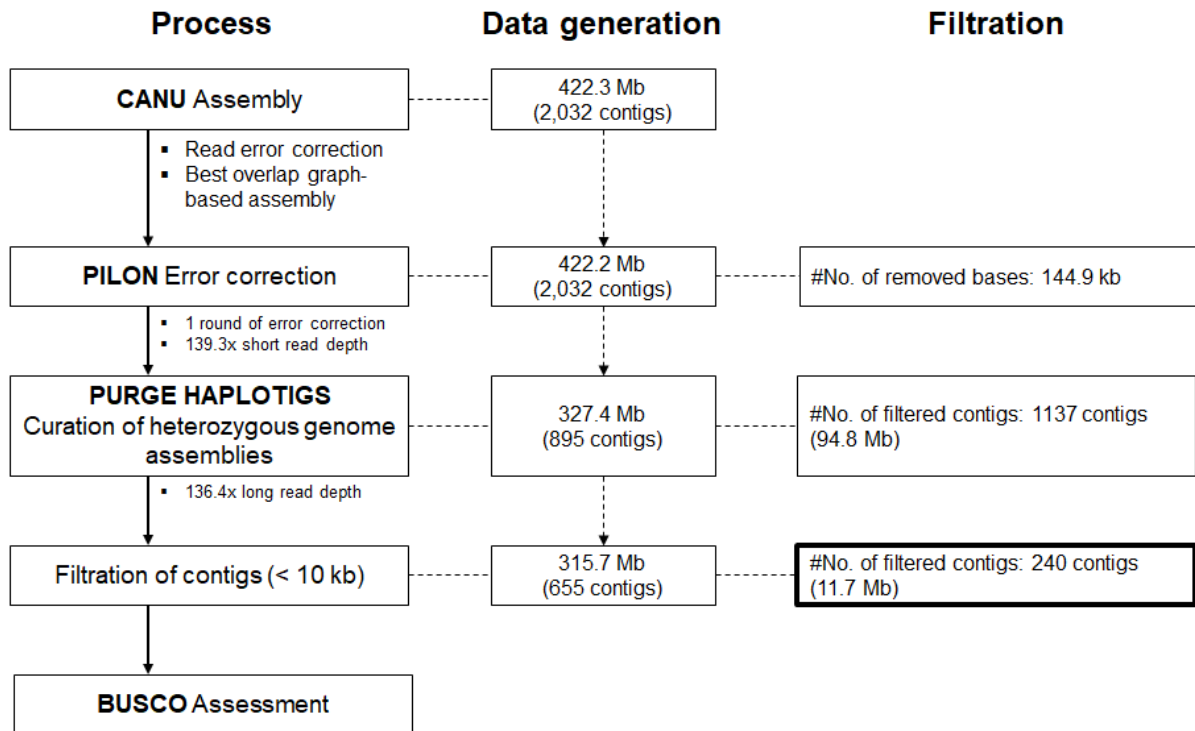 Process
Data generation
Filtration
CANU Assembly
422.3 Mb
(2,032 contigs)
▪ Read error correction
▪ Best overlap graph-
based assembly
PILON Error correction
422.2 Mb
(2,032 contigs)
#No. of removed bases: 144.9 kb
▪ 1 round of error correction
▪ 139.3x short read depth
PURGE HAPLOTIGS
Curation of heterozygous genome
assemblies
327.4 Mb
(895 contigs)
#No. of filtered contigs: 1137 contigs
(94.8 Mb)
▪ 136.4x long read depth
Filtration of contigs (< 10 kb)
315.7 Mb
(655 contigs)
#No. of filtered contigs: 240 contigs
(11.7 Mb)
BUSCO Assessment